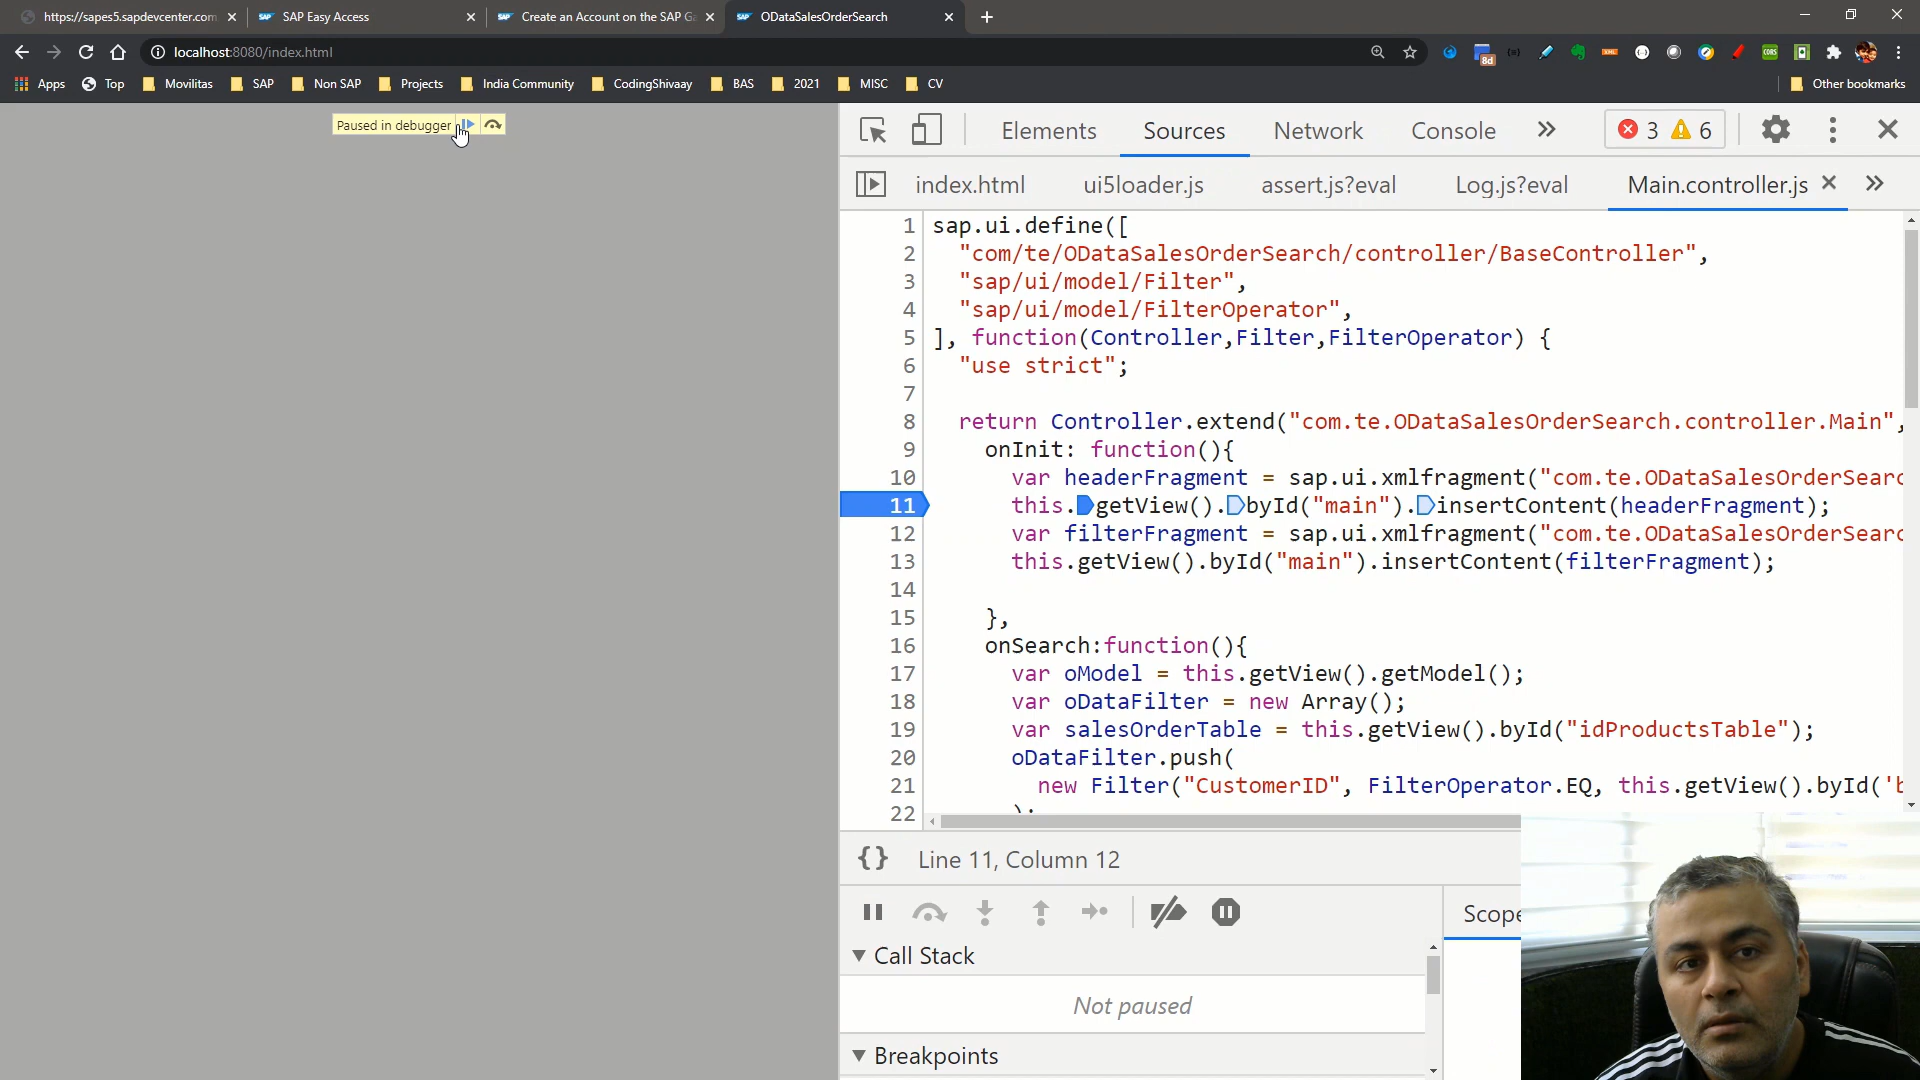 https://sapes5.sapdevcenter.com
SAP SAP Easy Access
SAP Create an Account on the SAP Ga
SAP ODataSalesOrderSearch
localhost:8080/index.html
8d
CORS
Apps
Top
Movilitas
SAP
Non SAP
Projects
India Community
CodingShivaay
BAS
2021
MISC
CV
Other bookmarks
Paused in debugger
Elements Sources Network Console » 3 6
index.html ui5loader.js assert.js?eval Log.js?eval Main.controller.js »
1 sap.ui.define([
2 "com/te/ODataSalesOrderSearch/controller/BaseController",
3 "sap/ui/model/Filter",
4 "sap/ui/model/FilterOperator",
5 ], function(Controller,Filter,FilterOperator) {
6 "use strict";
7
8 return Controller.extend("com.te.ODataSalesOrderSearch.controller.Main",
9 onInit: function(){
10 var headerFragment = sap.ui.xmlfragment("com.te.ODataSalesOrderSearc
11 this.getView().byId("main").insertContent(headerFragment);
12 var filterFragment = sap.ui.xmlfragment("com.te.ODataSalesOrderSearc
13 this.getView().byId("main").insertContent(filterFragment);
14
15 },
16 onSearch:function(){
17 var oModel = this.getView().getModel();
18 var oDataFilter = new Array();
19 var salesOrderTable = this.getView().byId("idProductsTable");
20 oDataFilter.push(
21 new Filter("CustomerID", FilterOperator.EQ, this.getView().byId('b
22 );
{} Line 11, Column 12
Scope
Call Stack
Not paused
Breakpoints